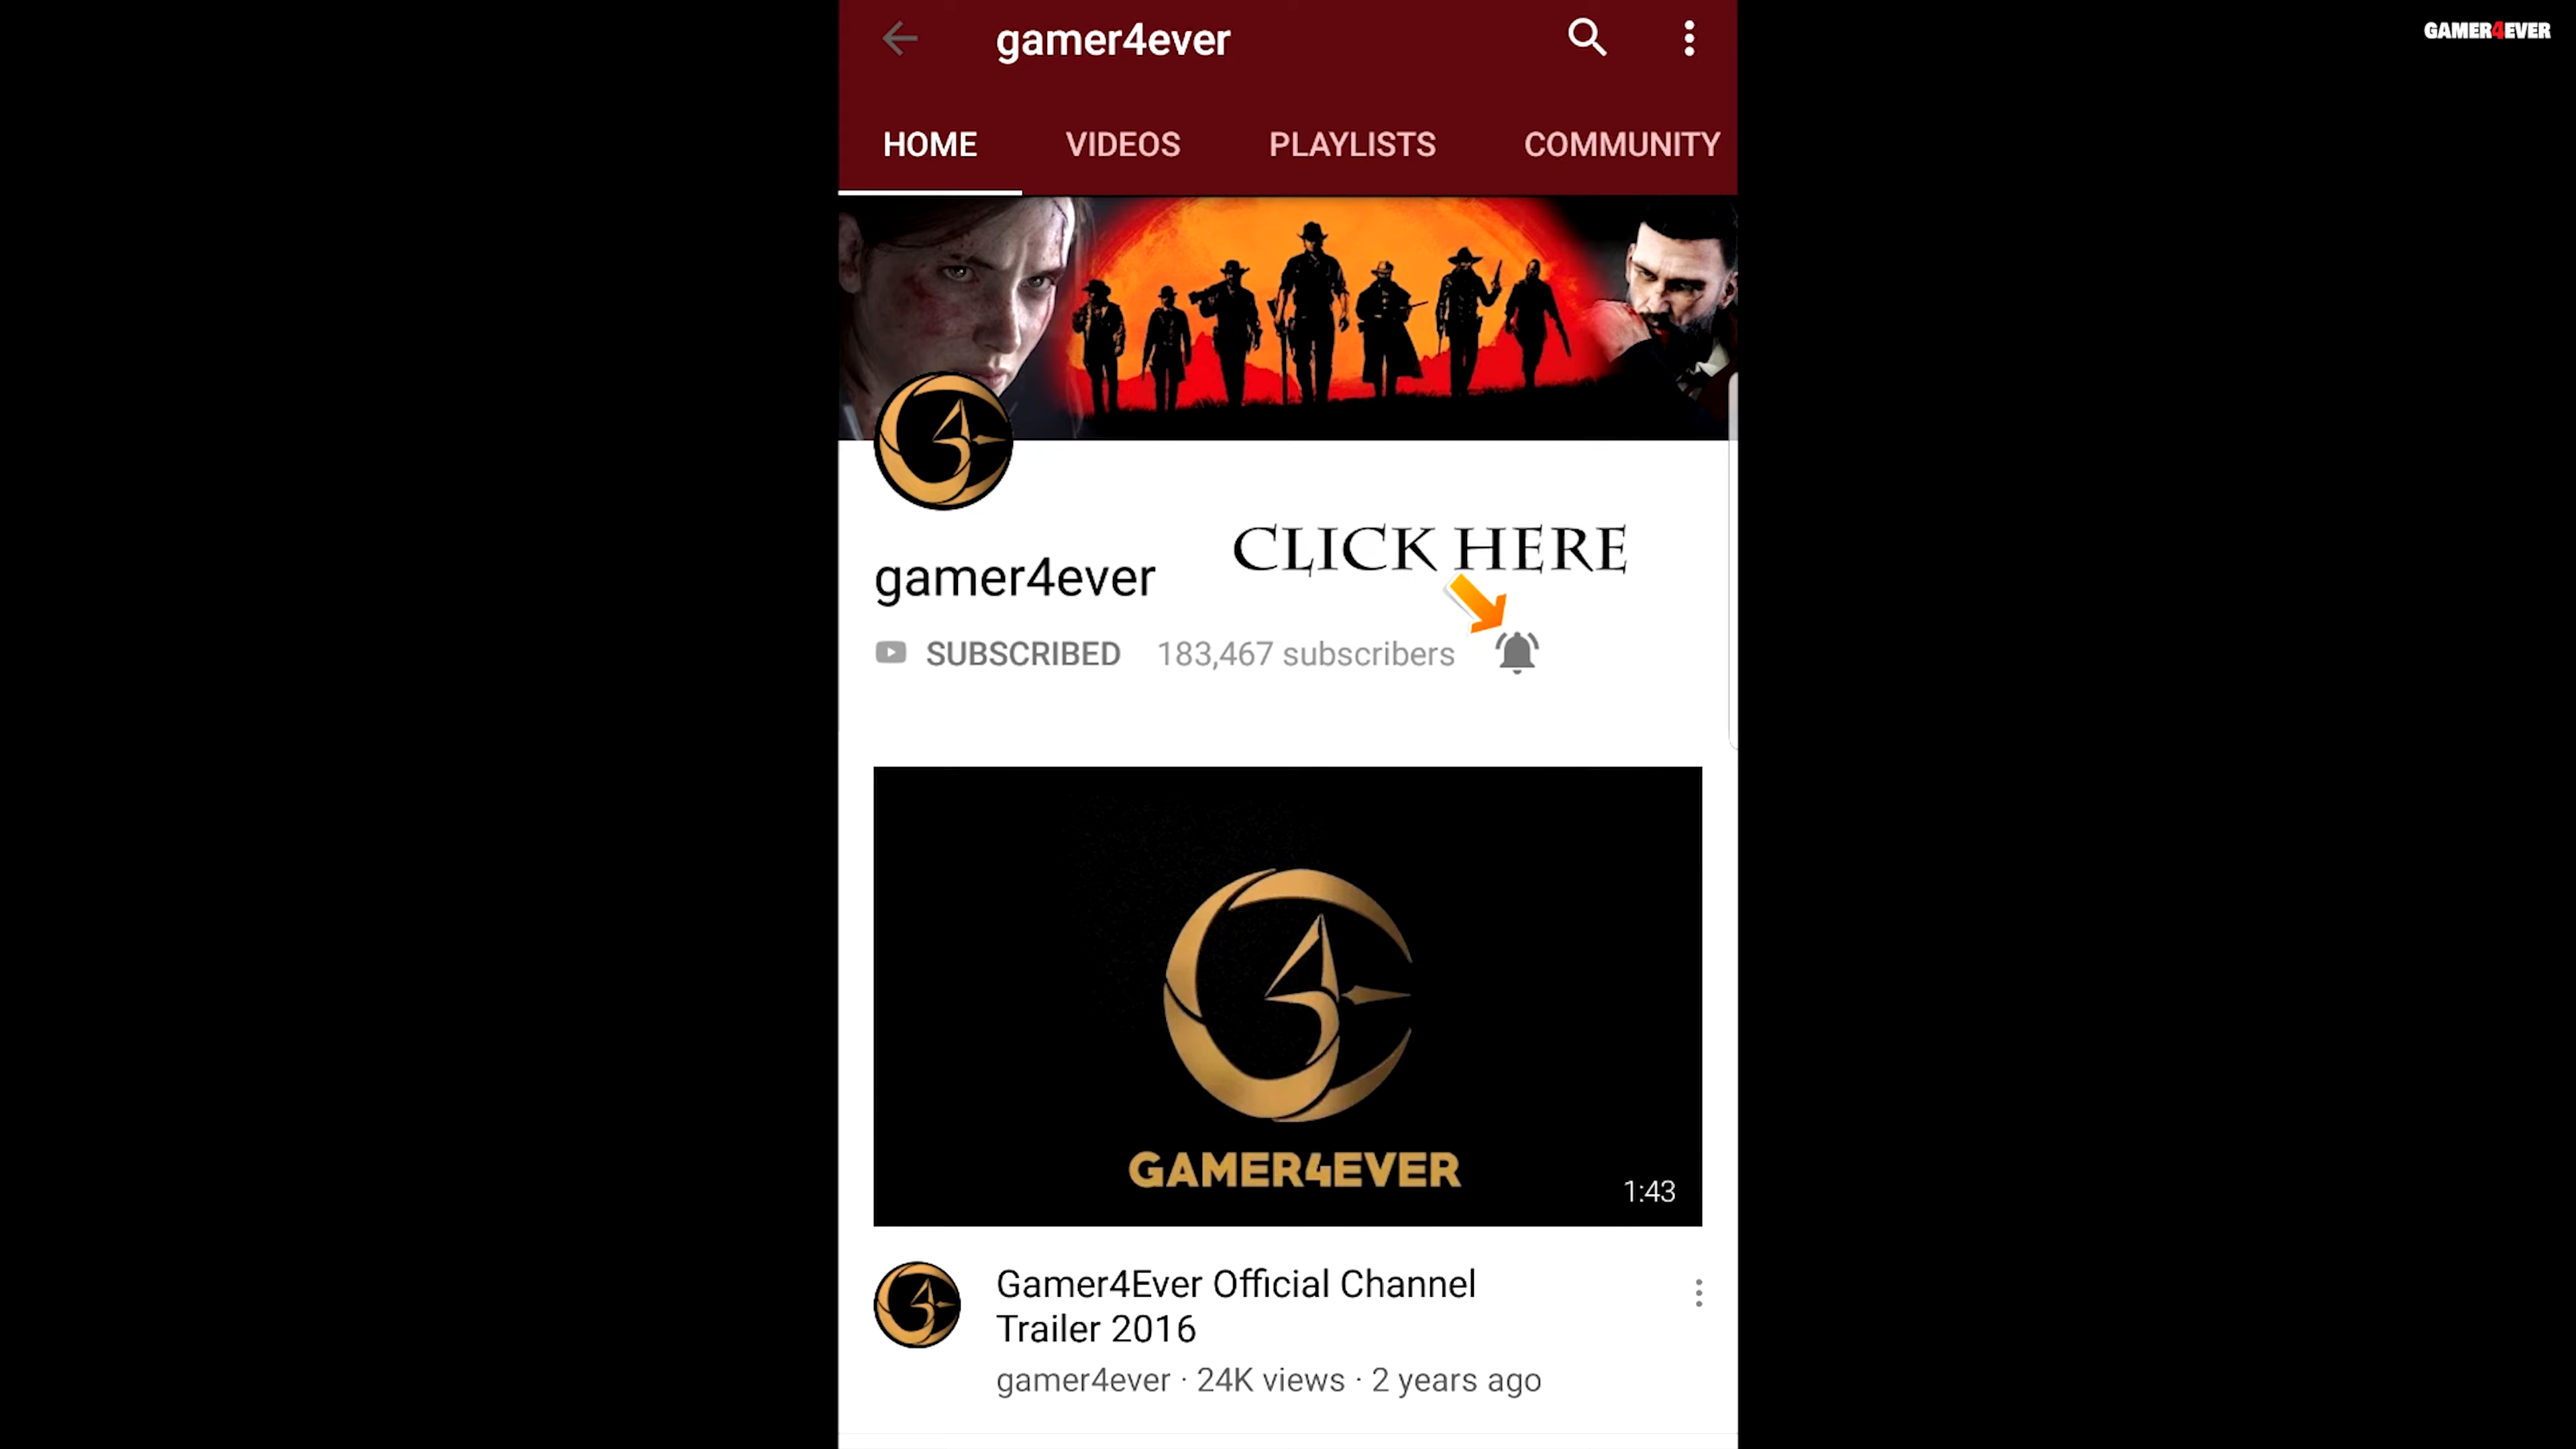 gamer4ever
GAMER4EVER
HOME VIDEOS PLAYLISTS COMMUNITY
CLICK HERE
gamer4ever
SUBSCRIBED 183,467 subscribers
GAMER4EVER
1:43
Gamer4Ever Official Channel
Trailer 2016
gamer4ever · 24K views · 2 years ago